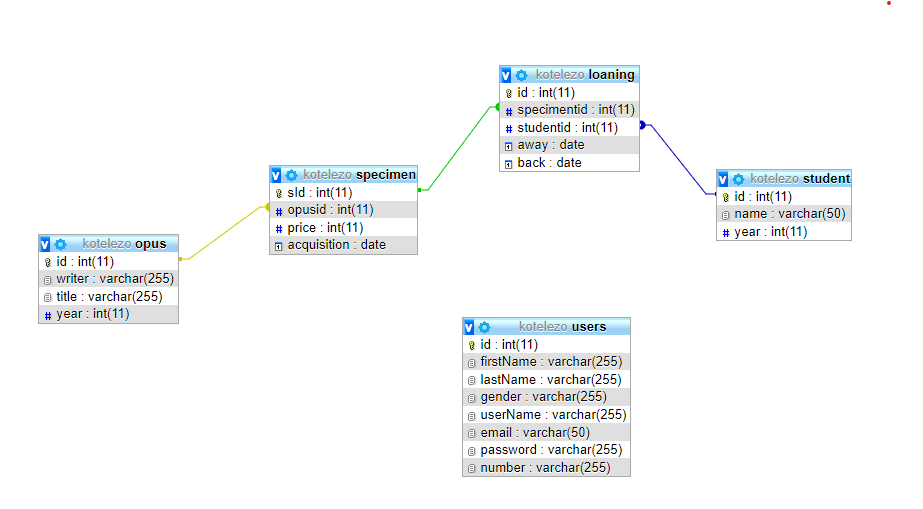 kotelezo loaning
id : int(11)
specimentid : int(11)
studentid : int(11)
away : date
back : date
kotelezo specimen
sId : int(11)
opusid : int(11)
price : int(11)
acquisition : date
kotelezo student
id : int(11)
name : varchar(50)
year : int(11)
kotelezo opus
id : int(11)
writer : varchar(255)
title : varchar(255)
year : int(11)
kotelezo users
id : int(11)
firstName : varchar(255)
lastName : varchar(255)
gender : varchar(255)
userName : varchar(255)
email : varchar(50)
password : varchar(255)
number : varchar(255)